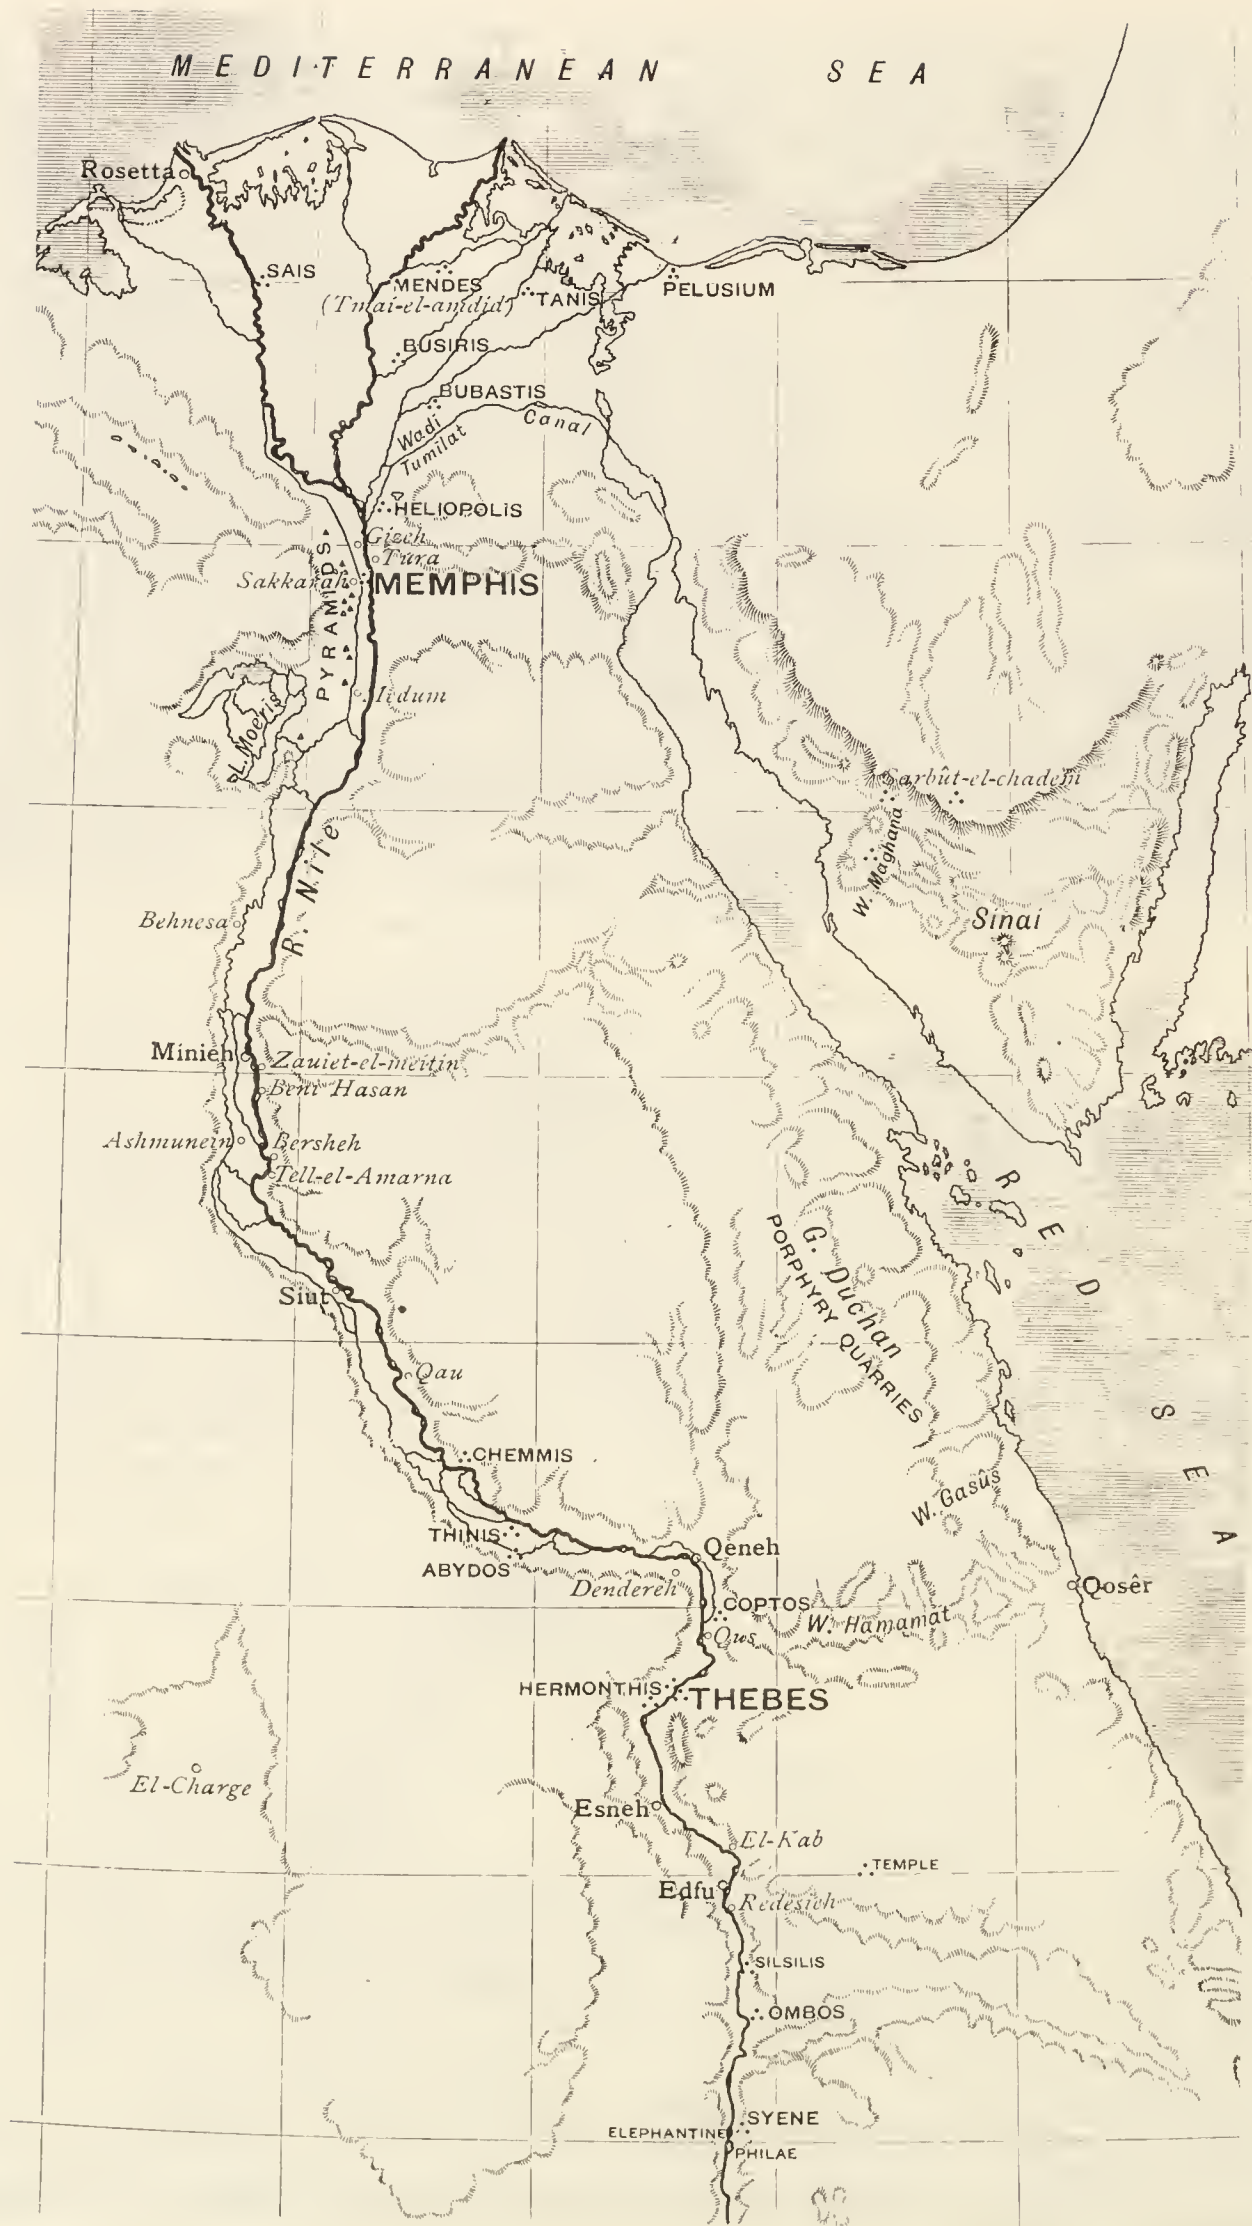 MEDITERRANEAN SEA
Rosetta
SAIS
MENDES
(Tmai-el-amdid)
TANIS
PELUSIUM
BUSIRIS
BUBASTIS
Wadi
Tumilat
Canal
HELIOPOLIS
Gizeh
Tura
Sakkarah
MEMPHIS
PYRAMIDS
Medum
L. Moeris
Sarbût-el-chadem
W. Maghana
Sinai
R. Nile
Behnesa
Minieh
Zauiet-el-meitin
Beni Hasan
Ashmunein
Bersheh
Tell-el-Amarna
RED SEA
G. Duchan
PORPHYRY QUARRIES
Siut
Qau
CHEMMIS
W. Gasûs
THINIS
ABYDOS
Qeneh
Dendereh
COPTOS
Qosêr
W. Hamamât
Qus
HERMONTHIS
THEBES
El-Charge
Esneh
El-Kab
TEMPLE
Edfu
Redesieh
SILSILIS
OMBOS
SYENE
ELEPHANTINE
PHILAE